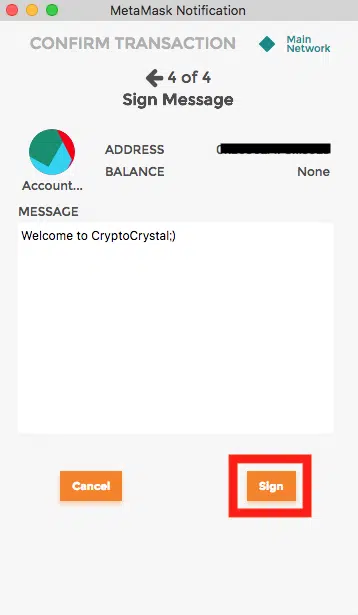 MetaMask Notification
CONFIRM TRANSACTION
Main
Network
4 of 4
Sign Message
ADDRESS
Account...
BALANCE
None
MESSAGE
Welcome to CryptoCrystal;)
Cancel
Sign